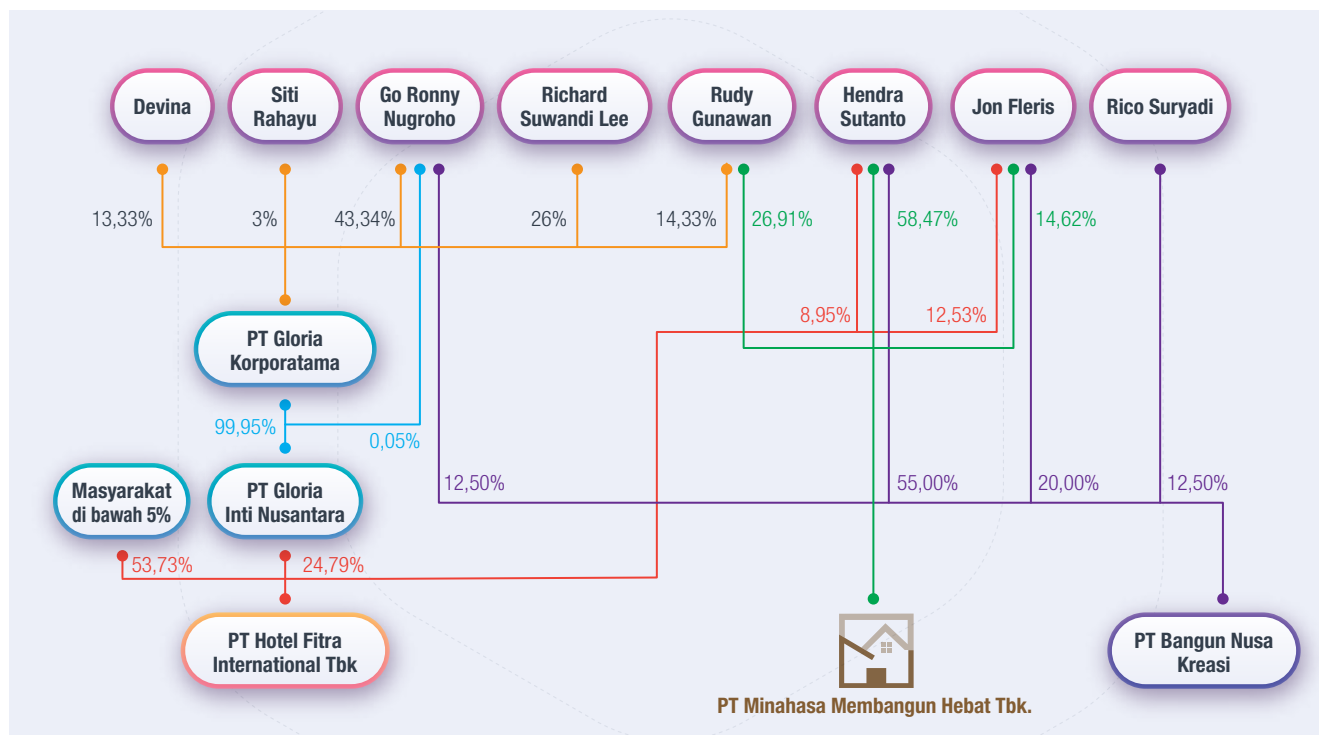 Devina
Siti
Rahayu
Go Ronny
Nugroho
Richard
Suwandi Lee
Rudy
Gunawan
Hendra
Sutanto
Jon Fleris
Rico Suryadi
13,33%
3%
43,34%
26%
14,33%
26,91%
58,47%
14,62%
8,95%
12,53%
PT Gloria
Korporatama
99,95%
0,05%
12,50%
55,00%
20,00%
12,50%
Masyarakat
di bawah 5%
PT Gloria
Inti Nusantara
53,73%
24,79%
PT Hotel Fitra
International Tbk
PT Minahasa Membangun Hebat Tbk.
PT Bangun Nusa
Kreasi